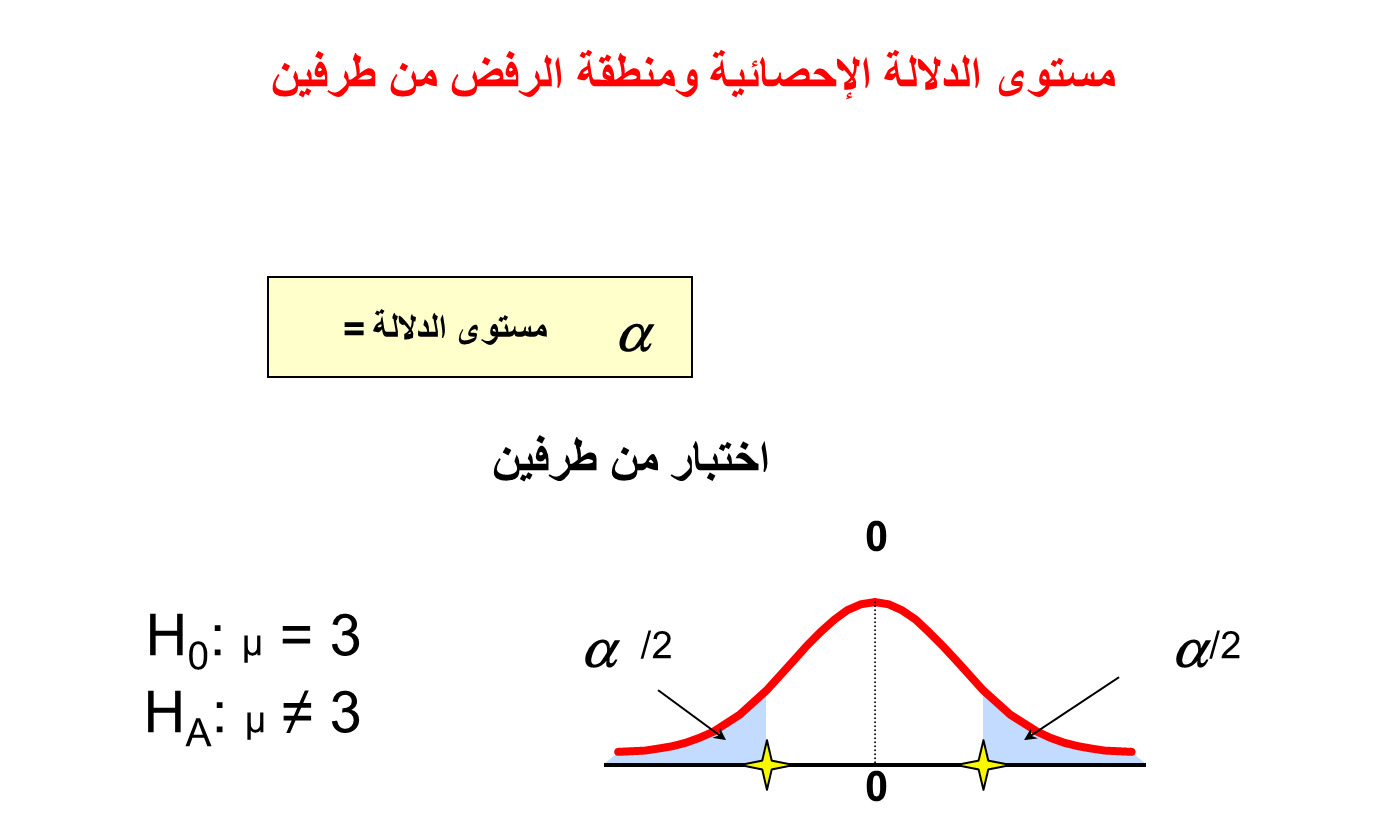 مستوى الدلالة الإحصائية ومنطقة الرفض من طرفين
مستوى الدلالة = α
اختبار من طرفين
0
H₀: μ = 3
α /2
α/2
H_A: μ ≠ 3
0